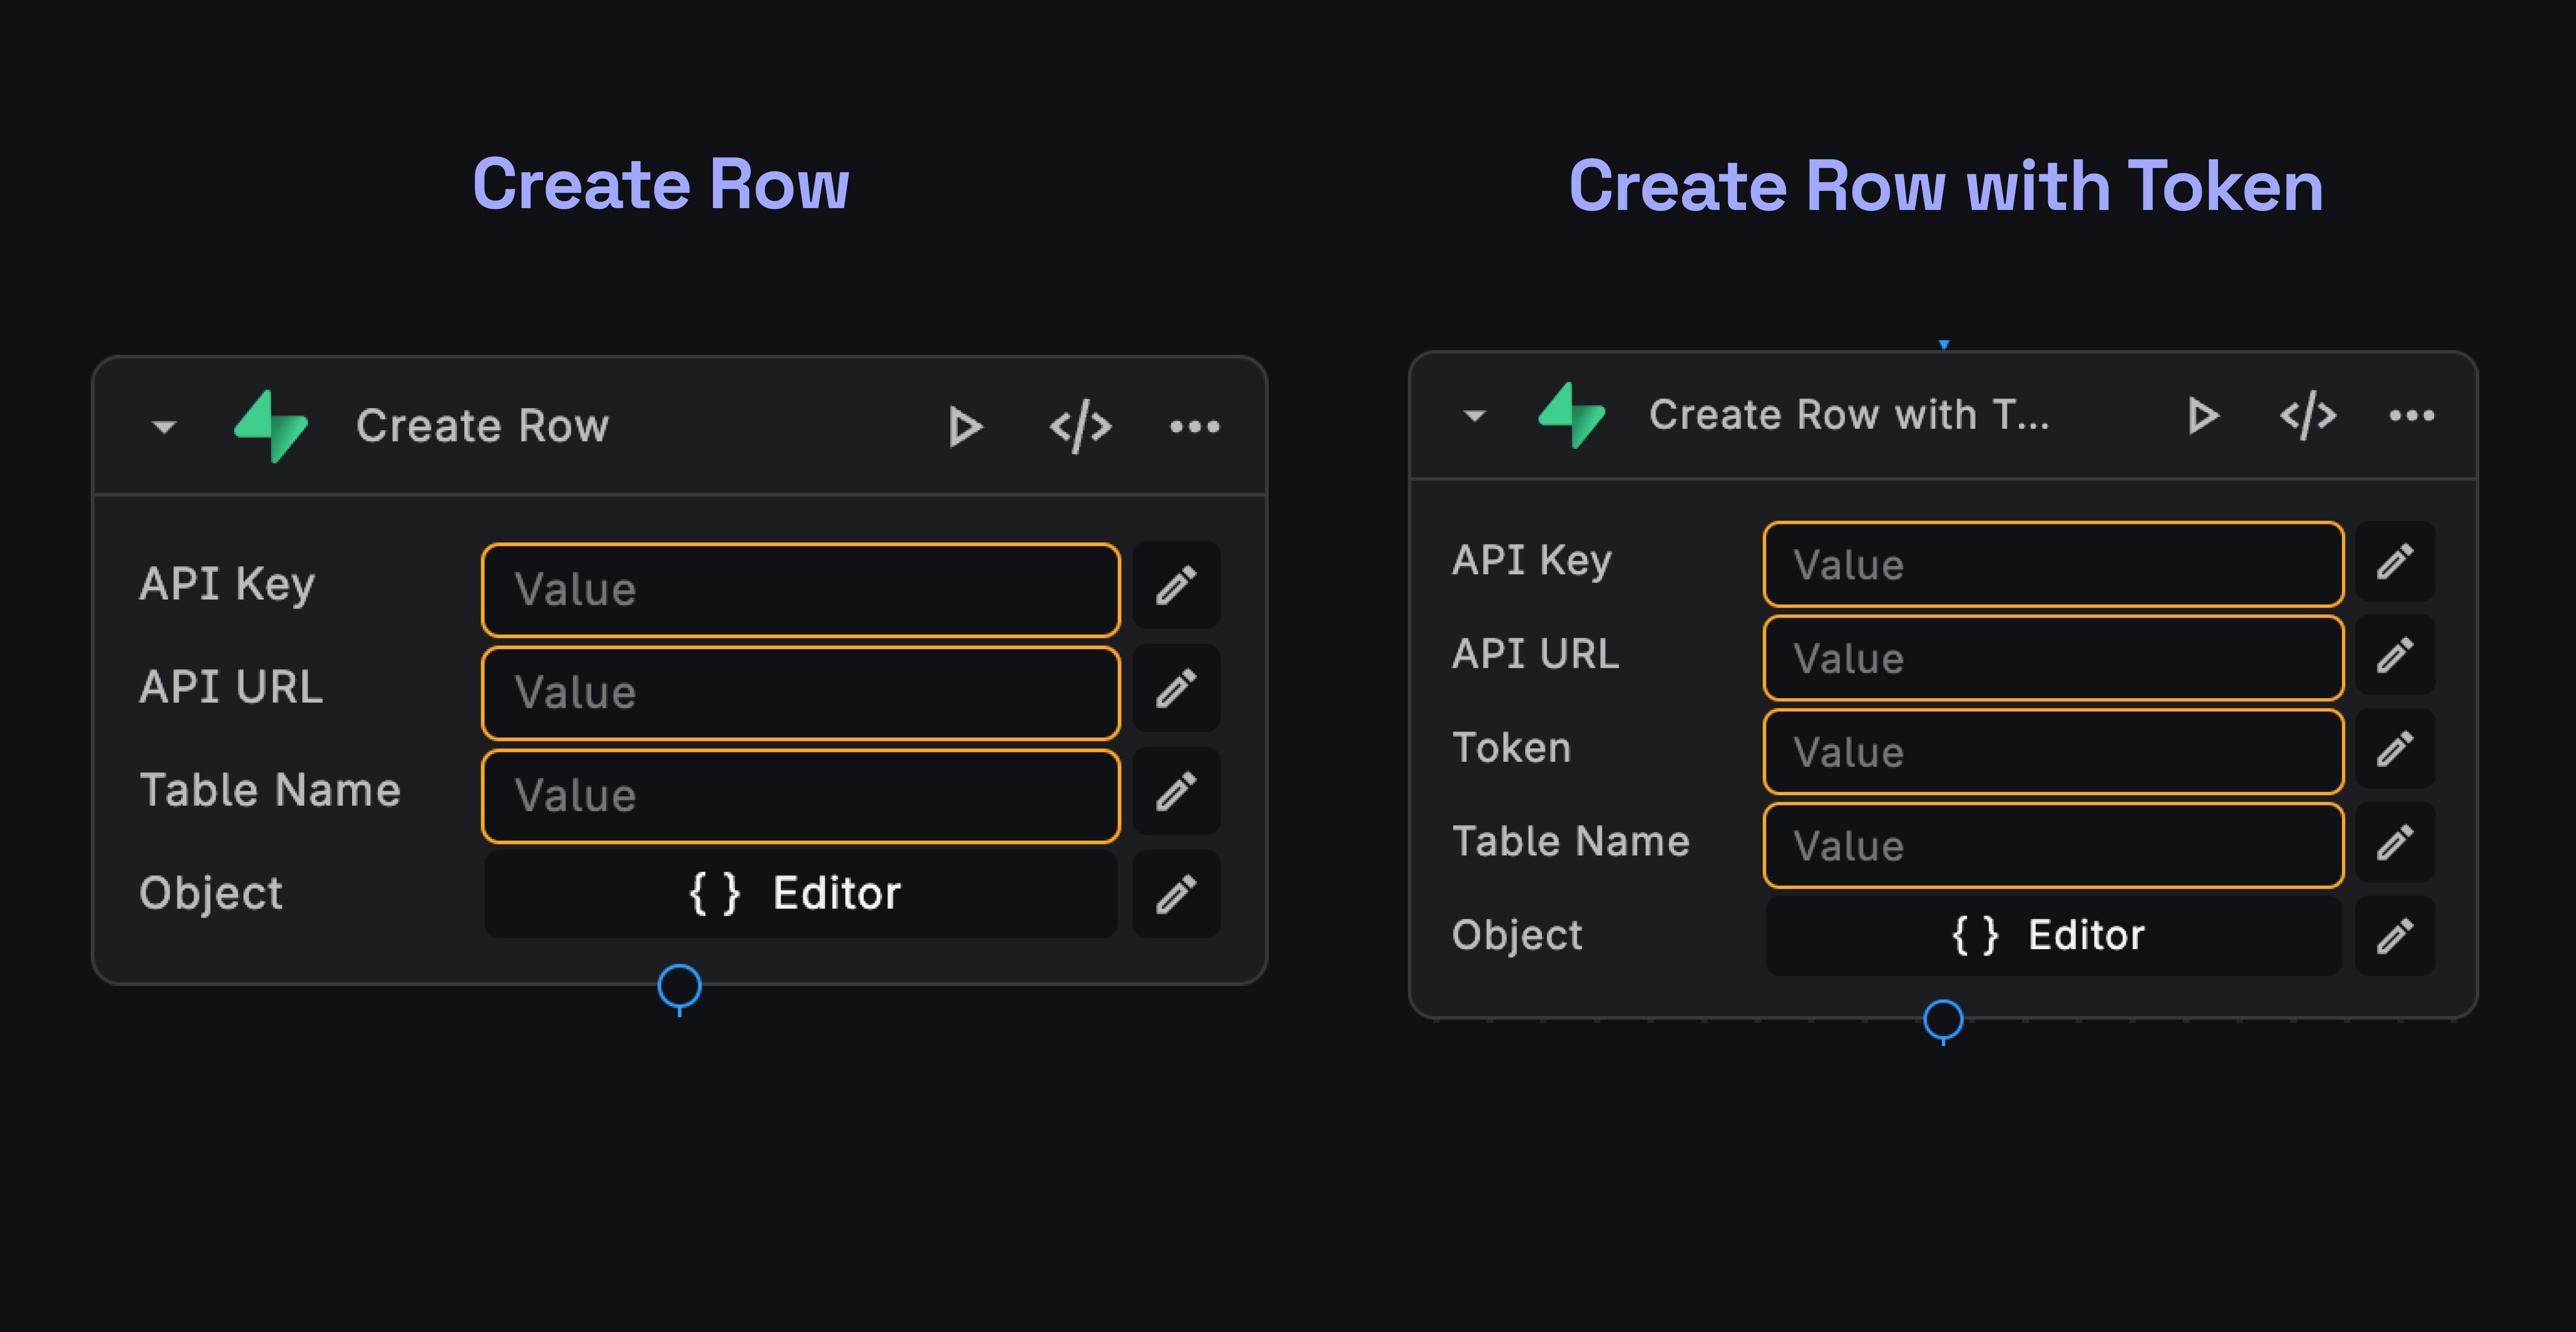 Create Row
Create Row
API Key
Value
API URL
Value
Table Name
Value
Object
{ } Editor
Create Row with Token
Create Row with T...
API Key
Value
API URL
Value
Token
Value
Table Name
Value
Object
{ } Editor